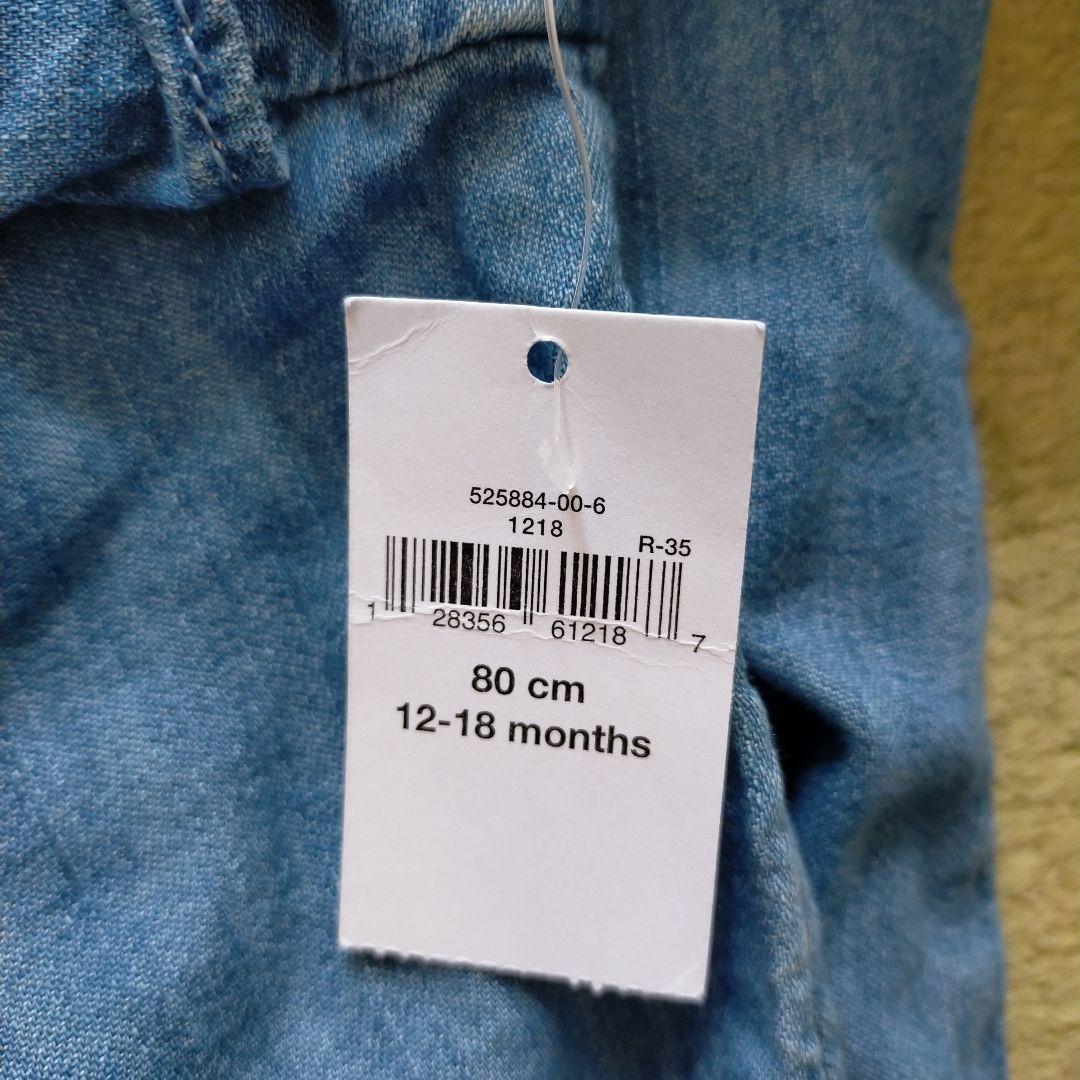 525884-00-6
1218
R-35
1 28356 61218 7
80 cm
12-18 months